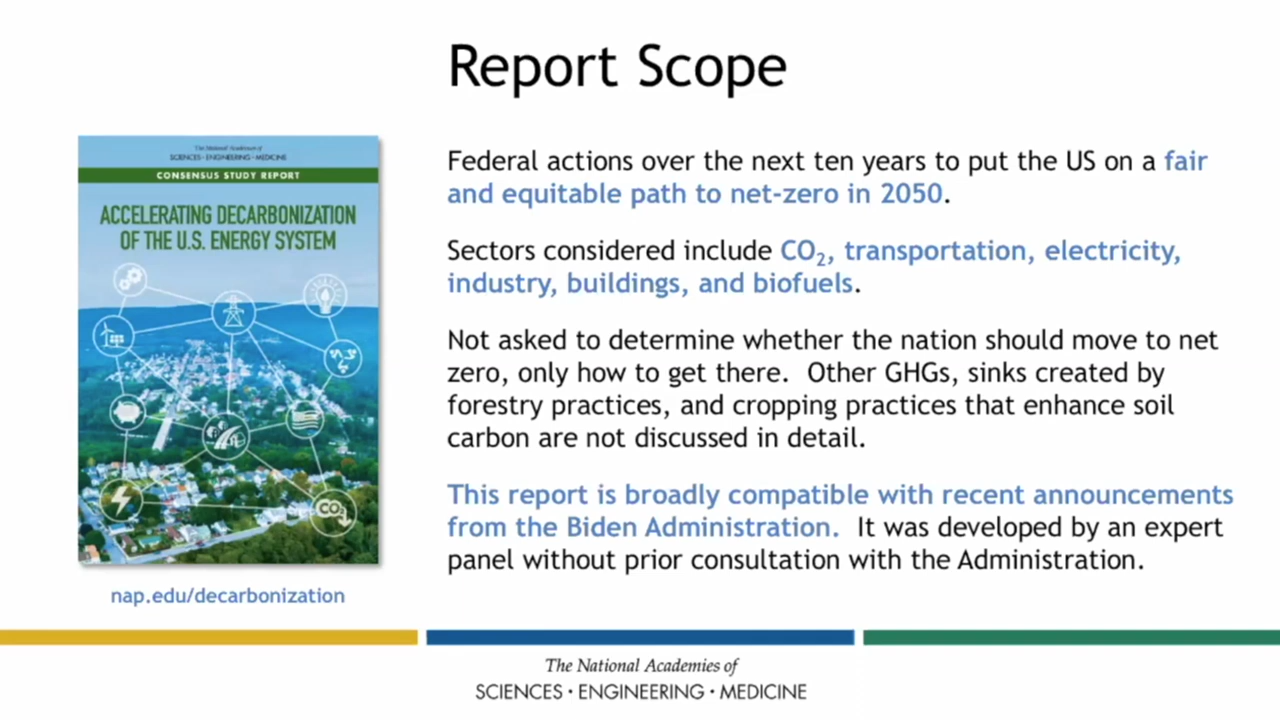 Report Scope
The National Academies of
SCIENCES · ENGINEERING · MEDICINE
CONSENSUS STUDY REPORT
ACCELERATING DECARBONIZATION
OF THE U.S. ENERGY SYSTEM
CO₂
nap.edu/decarbonization
Federal actions over the next ten years to put the US on a fair
and equitable path to net-zero in 2050.
Sectors considered include CO₂, transportation, electricity,
industry, buildings, and biofuels.
Not asked to determine whether the nation should move to net
zero, only how to get there.  Other GHGs, sinks created by
forestry practices, and cropping practices that enhance soil
carbon are not discussed in detail.
This report is broadly compatible with recent announcements
from the Biden Administration.  It was developed by an expert
panel without prior consultation with the Administration.
The National Academies of
SCIENCES · ENGINEERING · MEDICINE